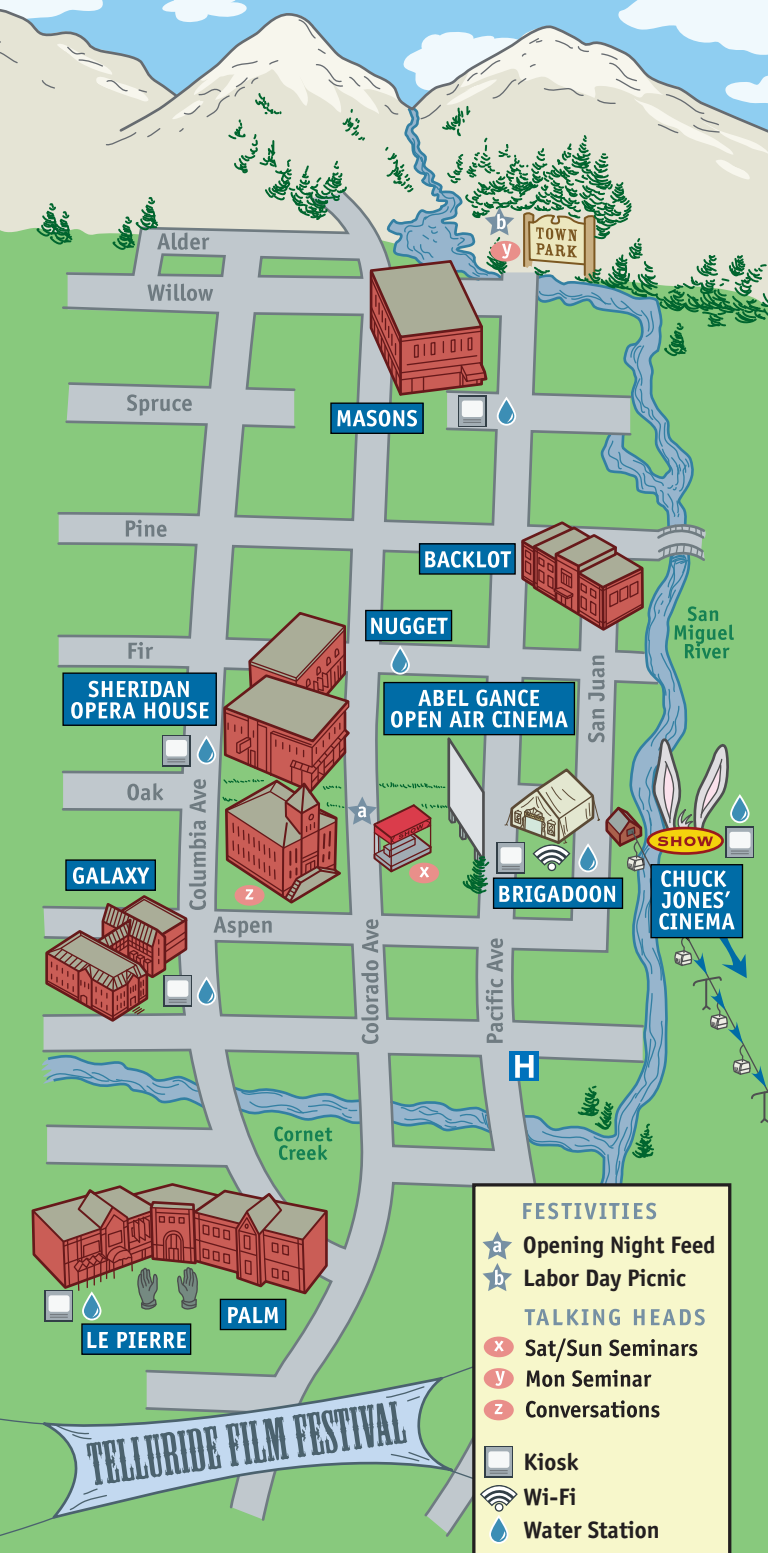 b
TOWN
PARK
y
Alder
Willow
Spruce
MASONS
Pine
BACKLOT
NUGGET
San
Miguel
River
Fir
SHERIDAN
OPERA HOUSE
ABEL GANCE
OPEN AIR CINEMA
San Juan
Oak
Columbia Ave
a
SHOW
x
z
SHOW
GALAXY
BRIGADOON
CHUCK
JONES'
CINEMA
Aspen
Colorado Ave
Pacific Ave
H
Cornet
Creek
PALM
LE PIERRE
TELLURIDE FILM FESTIVAL
FESTIVITIES
a Opening Night Feed
b Labor Day Picnic
TALKING HEADS
x Sat/Sun Seminars
y Mon Seminar
z Conversations
Kiosk
Wi-Fi
Water Station